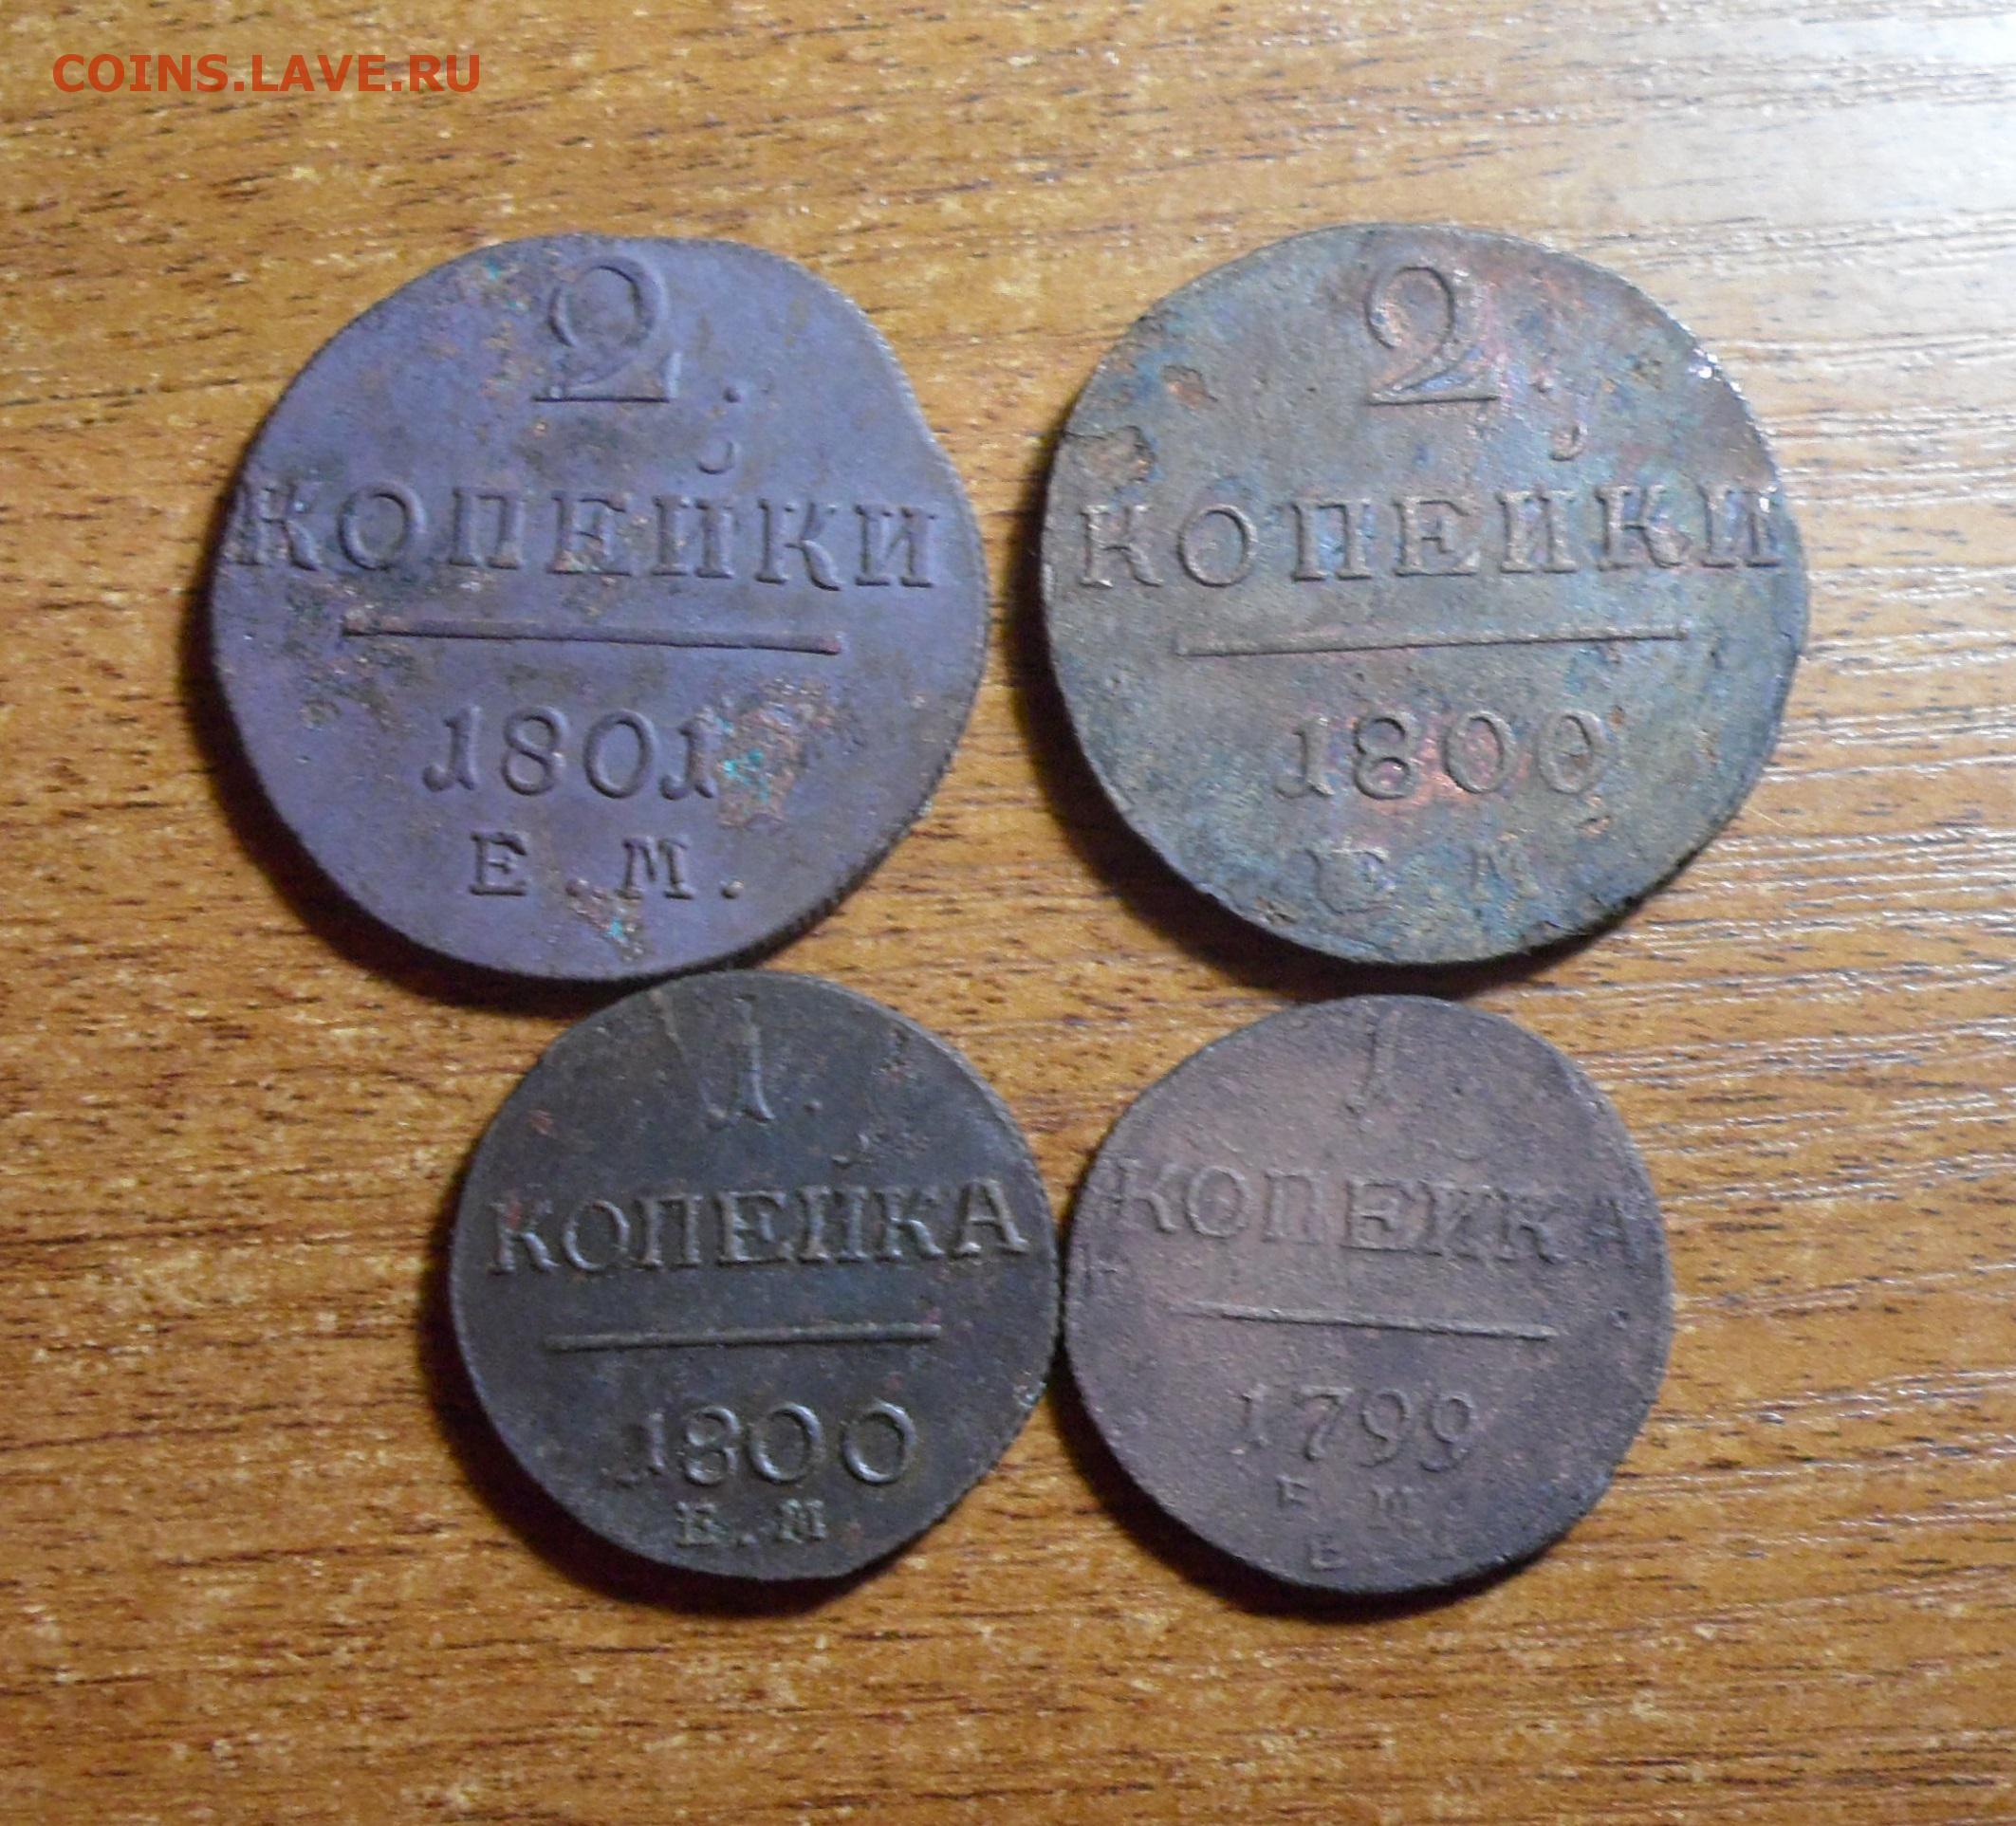 COINS.LAVE.RU
2.
КОПЕЙКИ
1801
Е.М.
2.
КОПЕЙКИ
1800
Е М
1.
КОПЕЙКА
1800
Е.М
1.
КОПЕЙКА
1799
Е.М.
Е.